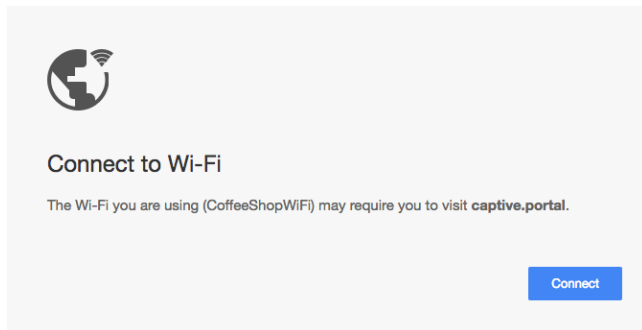 Connect to Wi-Fi
The Wi-Fi you are using (CoffeeShopWiFi) may require you to visit captive.portal.
Connect